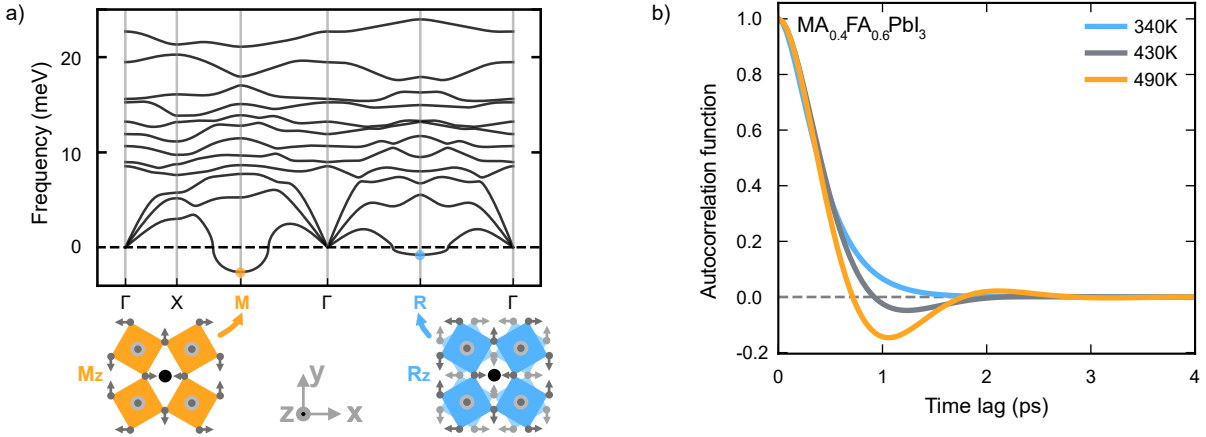 a)
Frequency (meV)
20
10
0
Γ
X
M
Γ
R
Γ
Mz
y
z
x
Rz
b)
MA0.4FA0.6PbI3
340K
430K
490K
Autocorrelation function
1.0
0.8
0.6
0.4
0.2
0.0
-0.2
0
1
2
3
4
Time lag (ps)